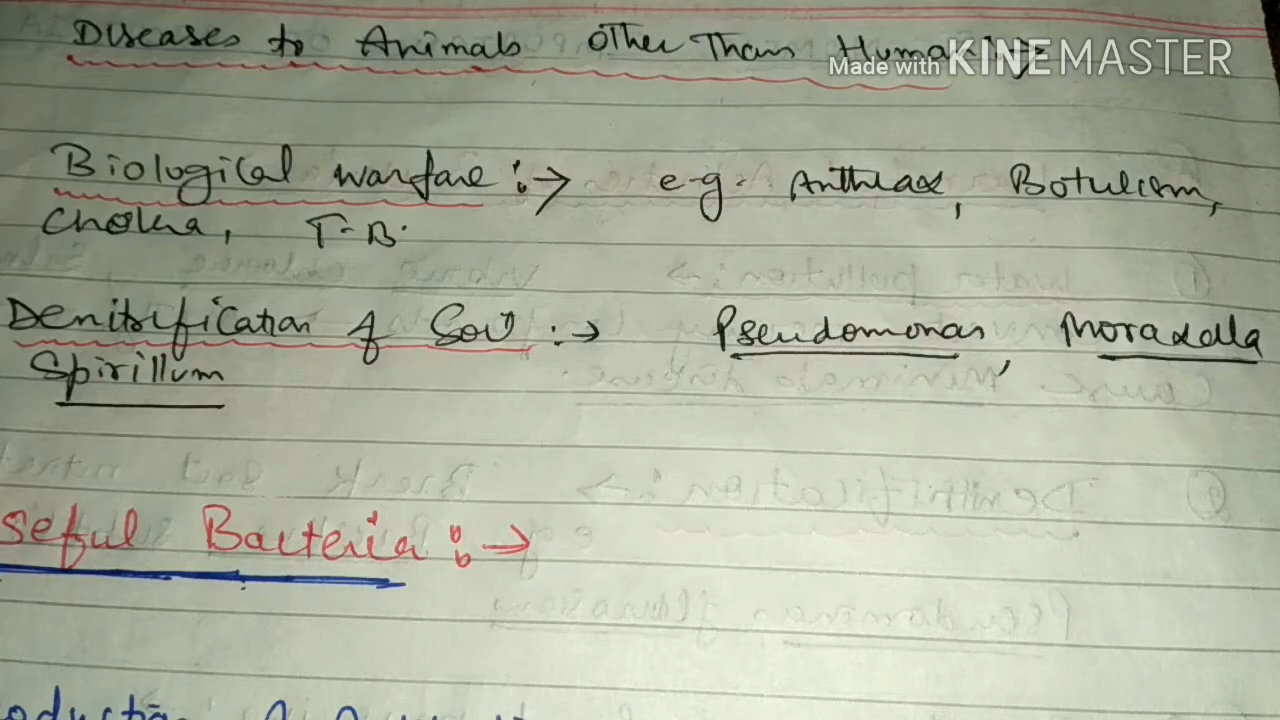 Diseases to Animals other Than Human :→
Made with KINEMASTER
Biological warfare :→ e.g. Anthrax, Botulism,
Cholera, T.B.
Denitrification of Soil :→ Pseudomonas, Moraxella
Spirillum
seful Bacteria :→